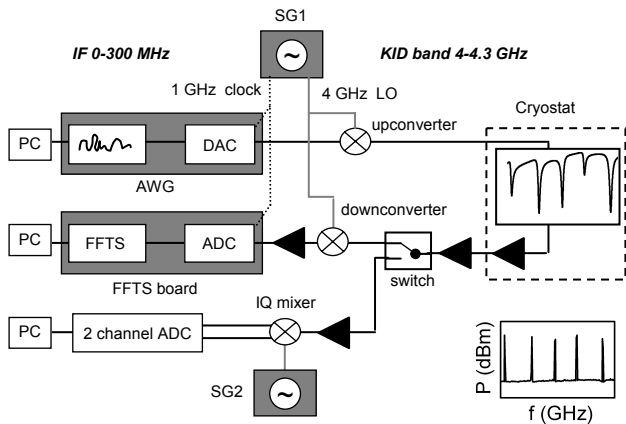 SG1
IF 0-300 MHz
KID band 4-4.3 GHz
~
1 GHz clock
4 GHz LO
Cryostat
upconverter
PC
DAC
AWG
downconverter
PC
FFTS
ADC
FFTS board
switch
IQ mixer
PC
2 channel ADC
SG2
~
P (dBm)
f (GHz)